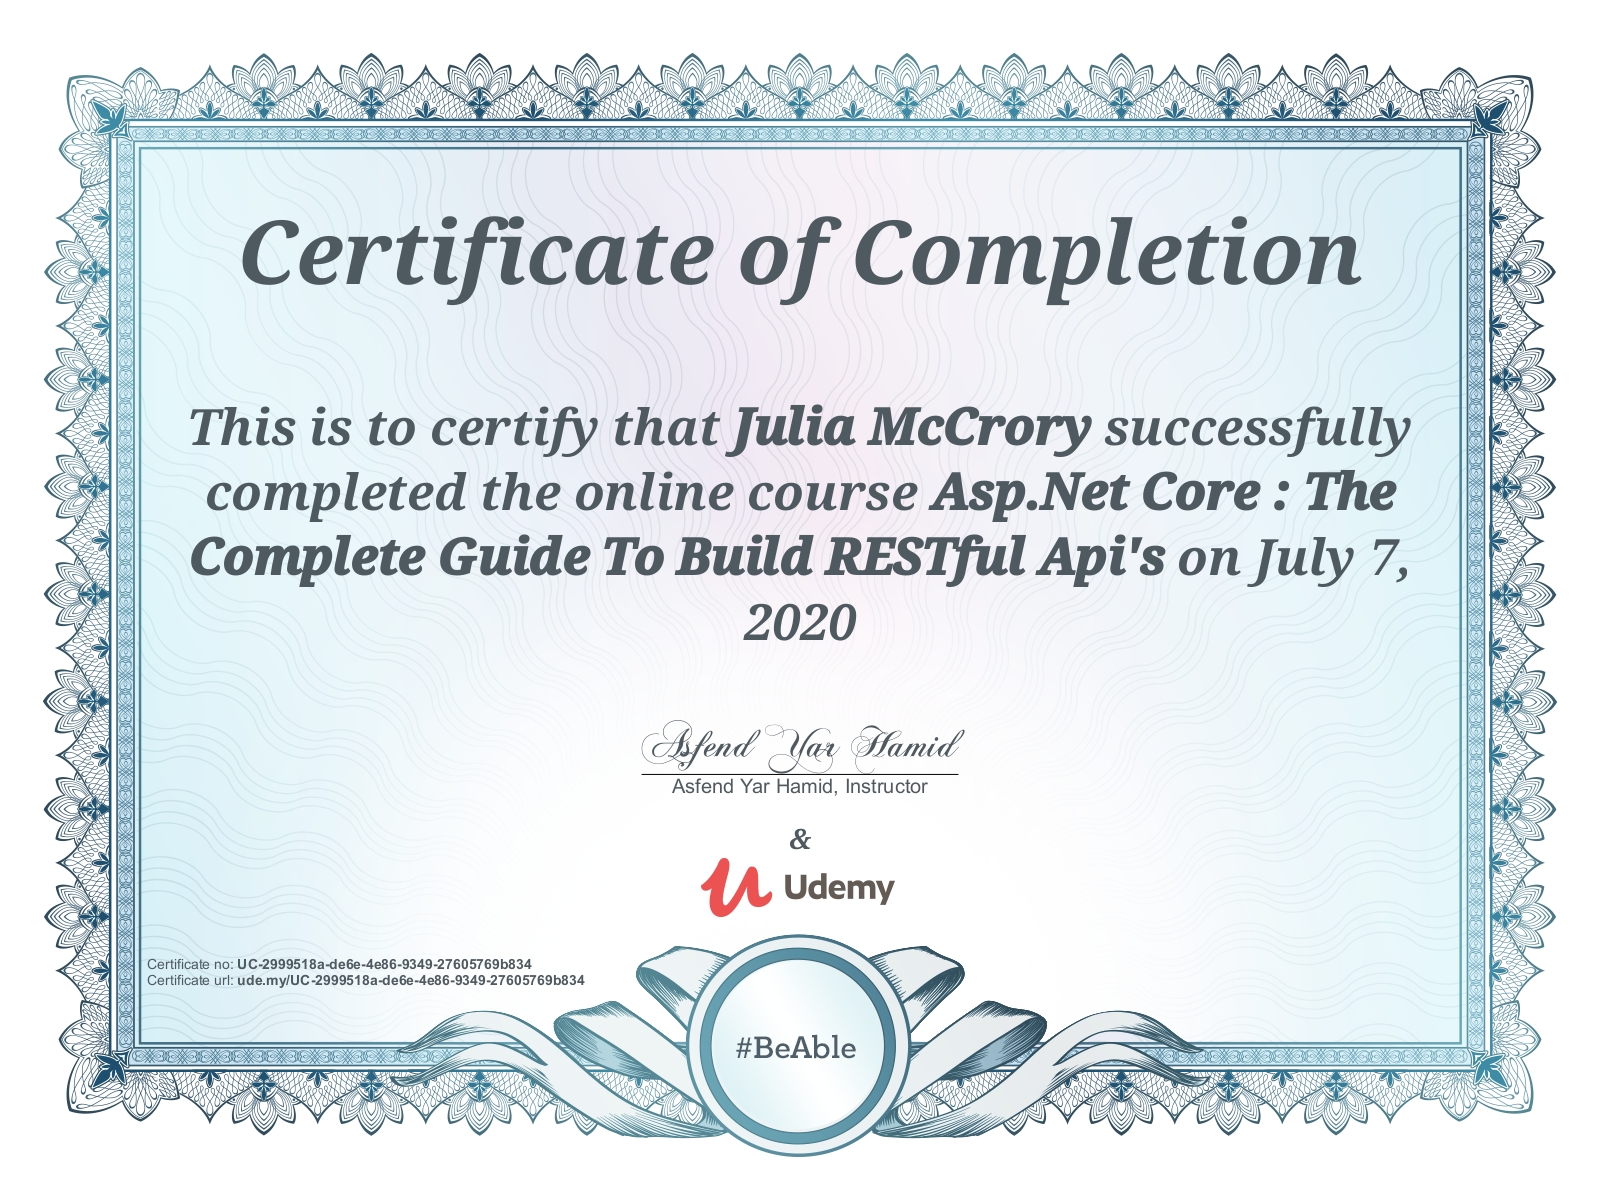 Certificate of Completion
This is to certify that Julia McCrory successfully
completed the online course Asp.Net Core : The
Complete Guide To Build RESTful Api's on July 7,
2020
Asfend Yar Hamid
Asfend Yar Hamid, Instructor
&
Udemy
Certificate no: UC-2999518a-de6e-4e86-9349-27605769b834
Certificate url: ude.my/UC-2999518a-de6e-4e86-9349-27605769b834
#BeAble